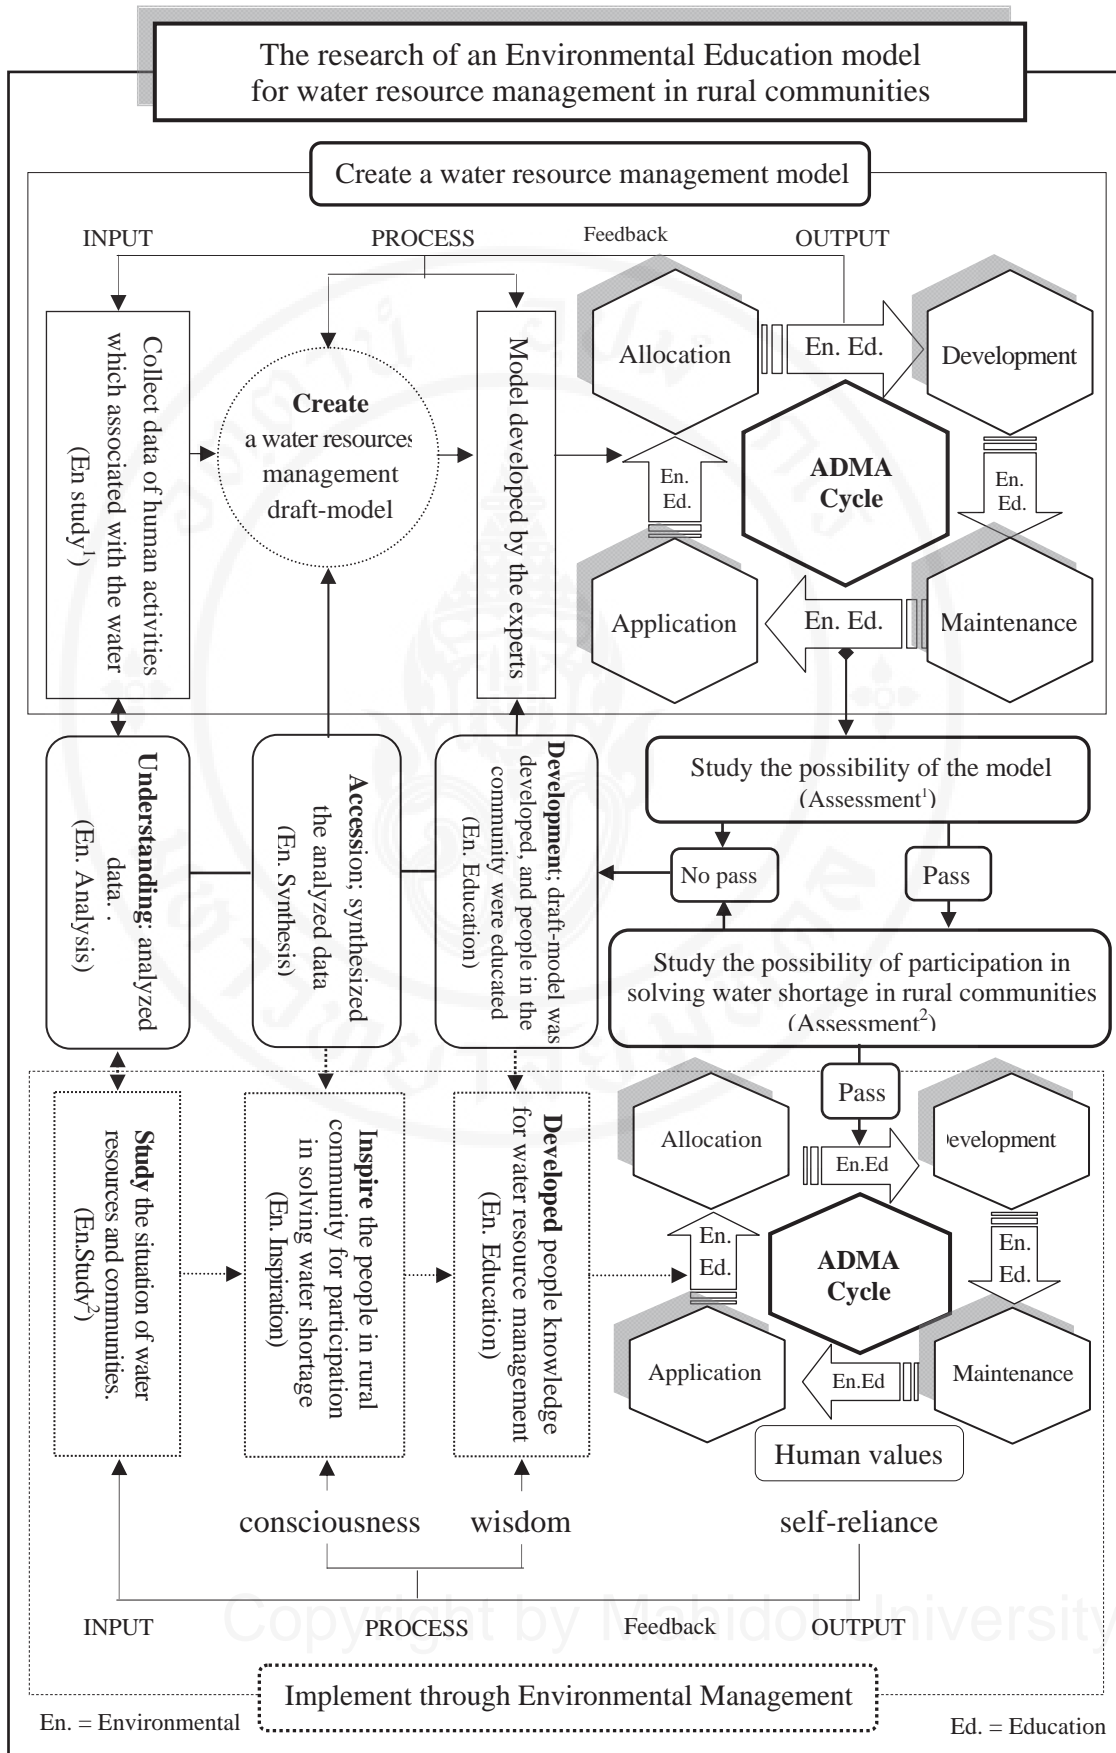 The research of an Environmental Education model
for water resource management in rural communities
Create a water resource management model
INPUT
PROCESS
Feedback
OUTPUT
Collect data of human activities
which associated with the water
(En study¹)
Create
a water resources
management
draft-model
Model developed by the experts
Allocation
En. Ed.
Development
ADMA
Cycle
En.
Ed.
En.
Ed.
Application
En. Ed.
Maintenance
Understanding: analyzed
data. .
(En. Analysis)
Accession; synthesized
the analyzed data
(En. Synthesis)
Development; draft-model was
developed, and people in the
community were educated
(En. Education)
Study the possibility of the model
(Assessment¹)
No pass
Pass
Study the possibility of participation in
solving water shortage in rural communities
(Assessment²)
Pass
Study the situation of water
resources and communities.
(En.Study²)
Inspire the people in rural
community for participation
in solving water shortage
(En. Inspiration)
Developed people knowledge
for water resource management
(En. Education)
Allocation
En.Ed
Development
En.
Ed.
ADMA
Cycle
En.
Ed.
Application
En.Ed
Maintenance
Human values
consciousness
wisdom
self-reliance
INPUT
PROCESS
Feedback
OUTPUT
Copyright by Mahidol University
Implement through Environmental Management
En. = Environmental
Ed. = Education